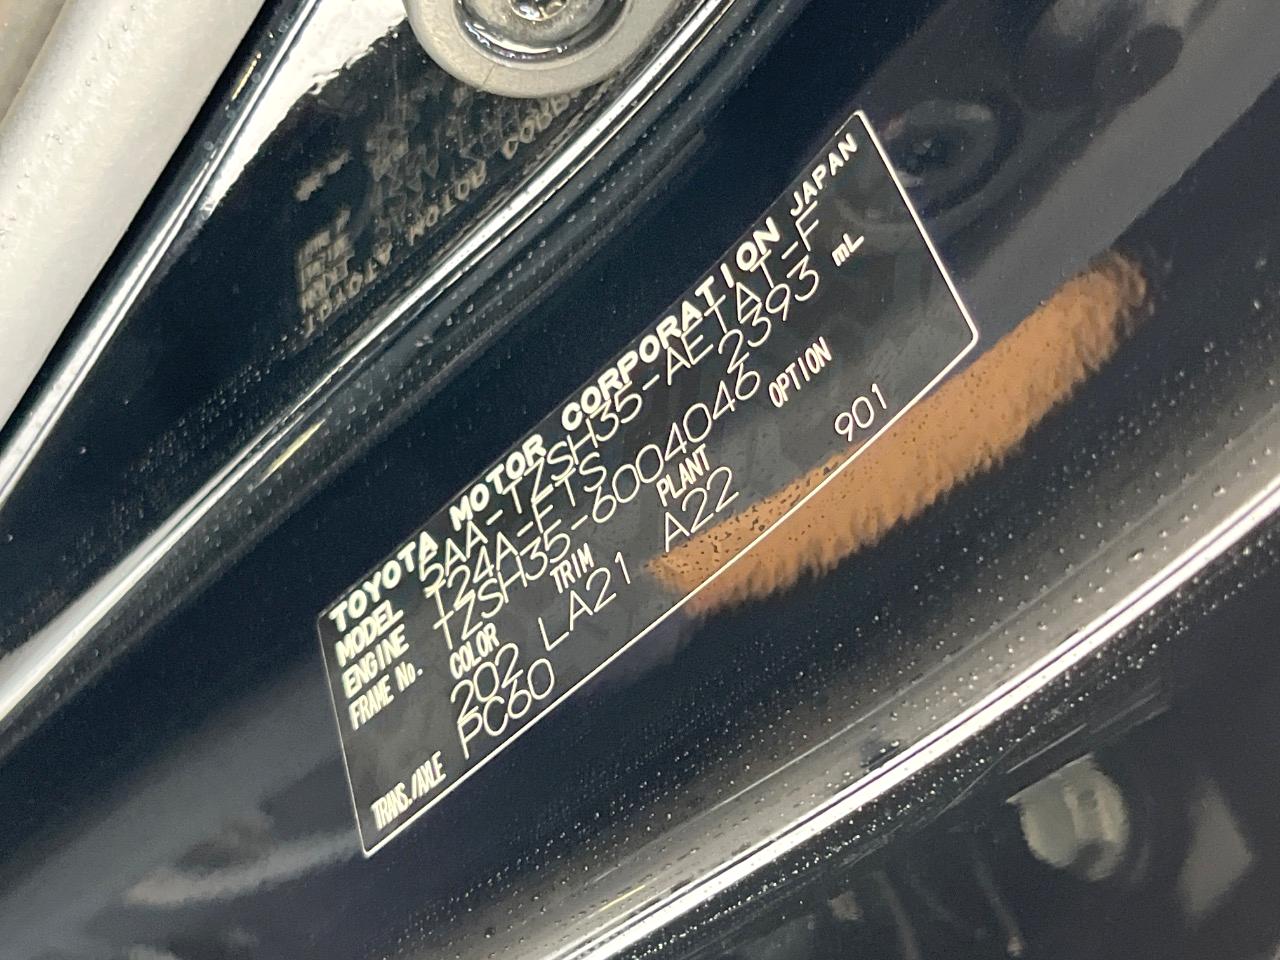 TOYOTA MOTOR CORPORATION JAPAN
MODEL 5AA-TZSH35-AETAT-F
ENGINE T24A-FTS 2393 mL
FRAME No. TZSH35-6004046
COLOR TRIM PLANT OPTION
202 LA21 A22 901
TRANS./AXLE PC60